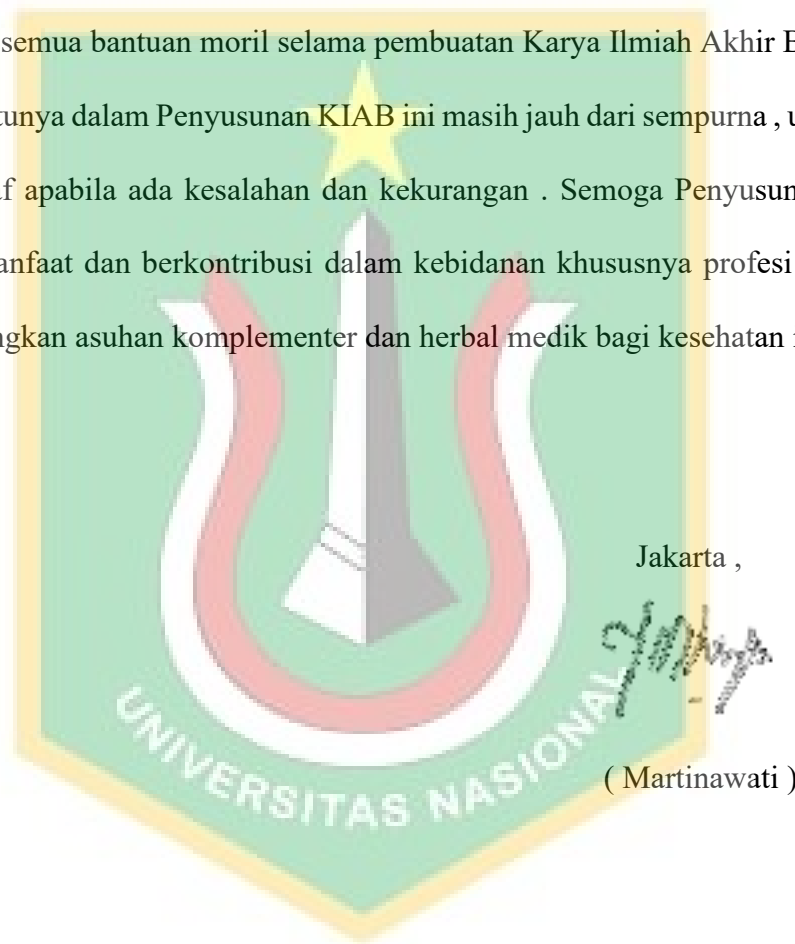 semua bantuan moril selama pembuatan Karya Ilmiah Akhir
tunya dalam Penyusunan KIAB ini masih jauh dari sempurna ,
f apabila ada kesalahan dan kekurangan . Semoga Penyusun
anfaat dan berkontribusi dalam kebidanan khususnya profesi
ngkan asuhan komplementer dan herbal medik bagi kesehatan
Jakarta ,
( Martinawati )
UNIVERSITAS NASIONAL